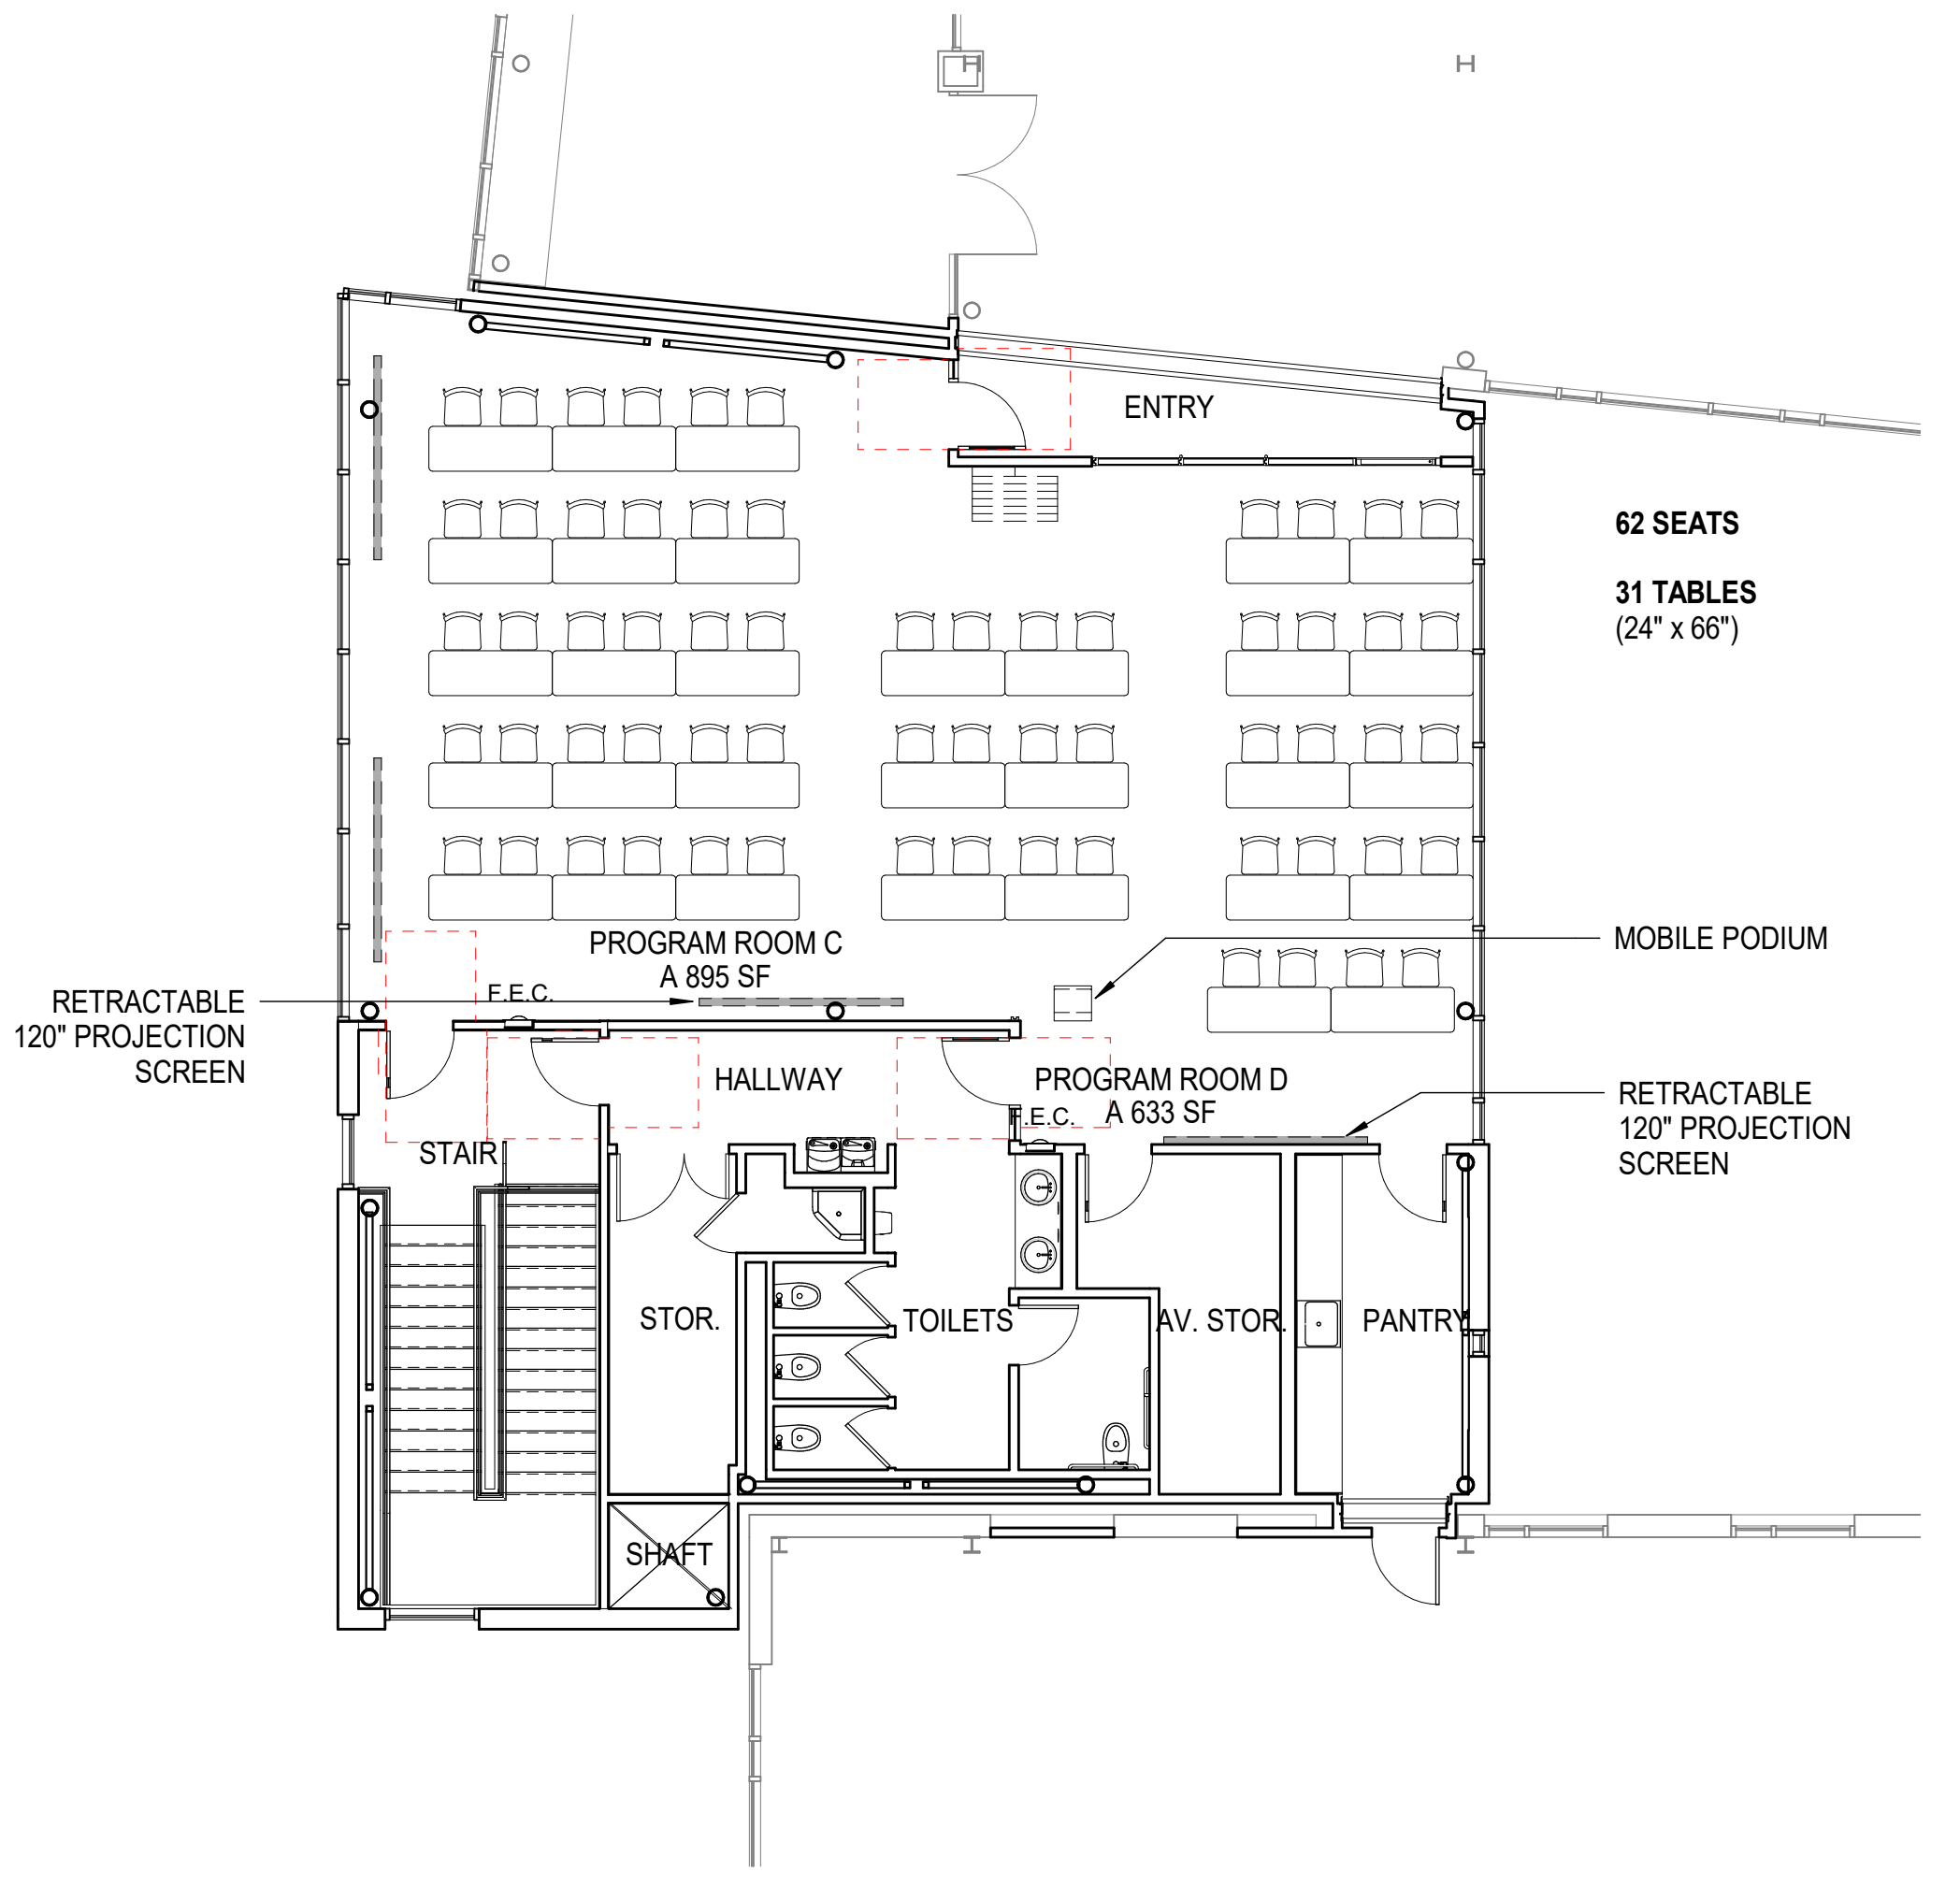 ENTRY
62 SEATS
31 TABLES
(24" x 66")
MOBILE PODIUM
PROGRAM ROOM C
A 895 SF
F.E.C.
RETRACTABLE
120" PROJECTION
SCREEN
HALLWAY
PROGRAM ROOM D
A 633 SF
F.E.C.
RETRACTABLE
120" PROJECTION
SCREEN
STAIR
STOR.
TOILETS
AV. STOR.
PANTRY
SHAFT